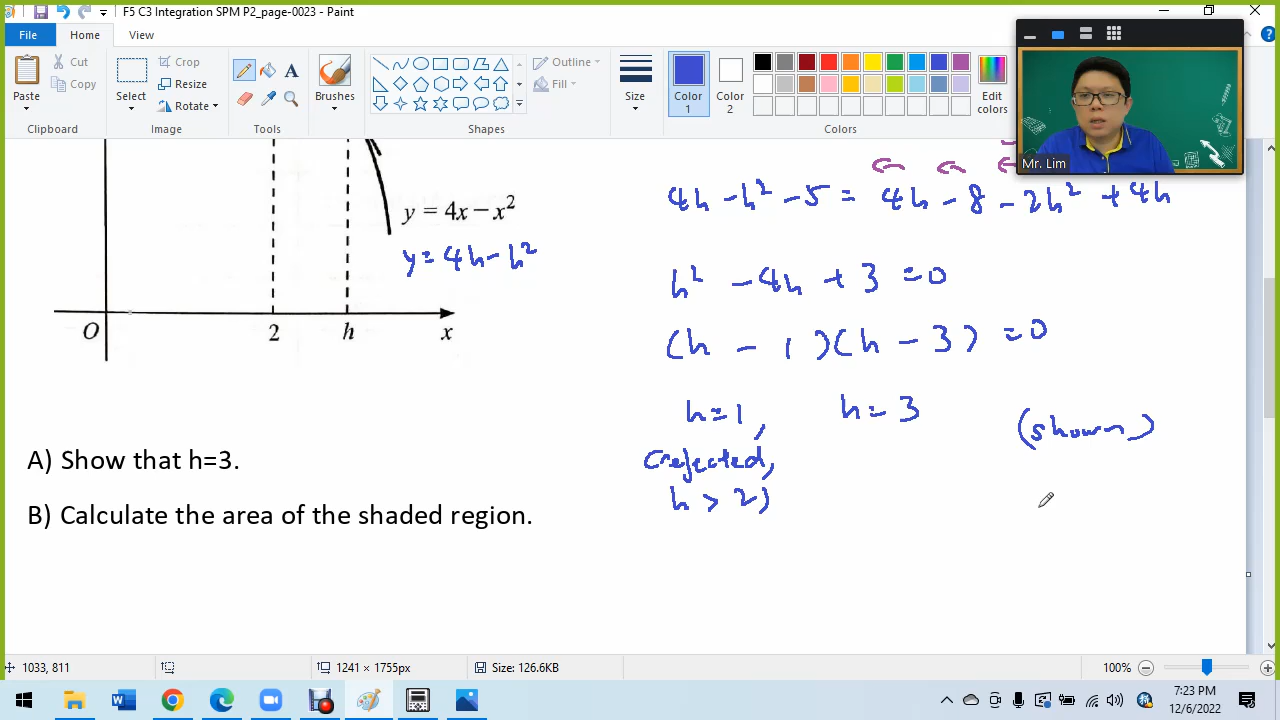 F5 C3 Integration SPM P2_page-0023 - Paint
File Home View
Paste
Cut
Copy
Clipboard
Select
Crop
Resize
Rotate
Image
A
Tools
Brushes
Shapes
Outline
Fill
Size
Color 1
Color 2
Colors
Edit colors
Mr. Lim
y = 4x − x²
y = 4h − h²
O 2 h x
4h − h² − 5 = 4h − 8 − 2h² + 4h
h² − 4h + 3 = 0
(h − 1)(h − 3) = 0
h = 1, h = 3 (shown)
(rejected,
h > 2)
A) Show that h=3.
B) Calculate the area of the shaded region.
1033, 811
1241 × 1755px
Size: 126.6KB
100%
7:23 PM
12/6/2022